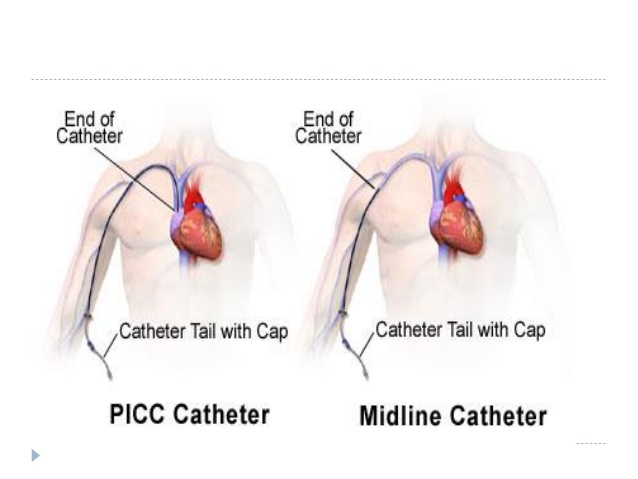 End of
Catheter
Catheter Tail with Cap
PICC Catheter
End of
Catheter
Catheter Tail with Cap
Midline Catheter